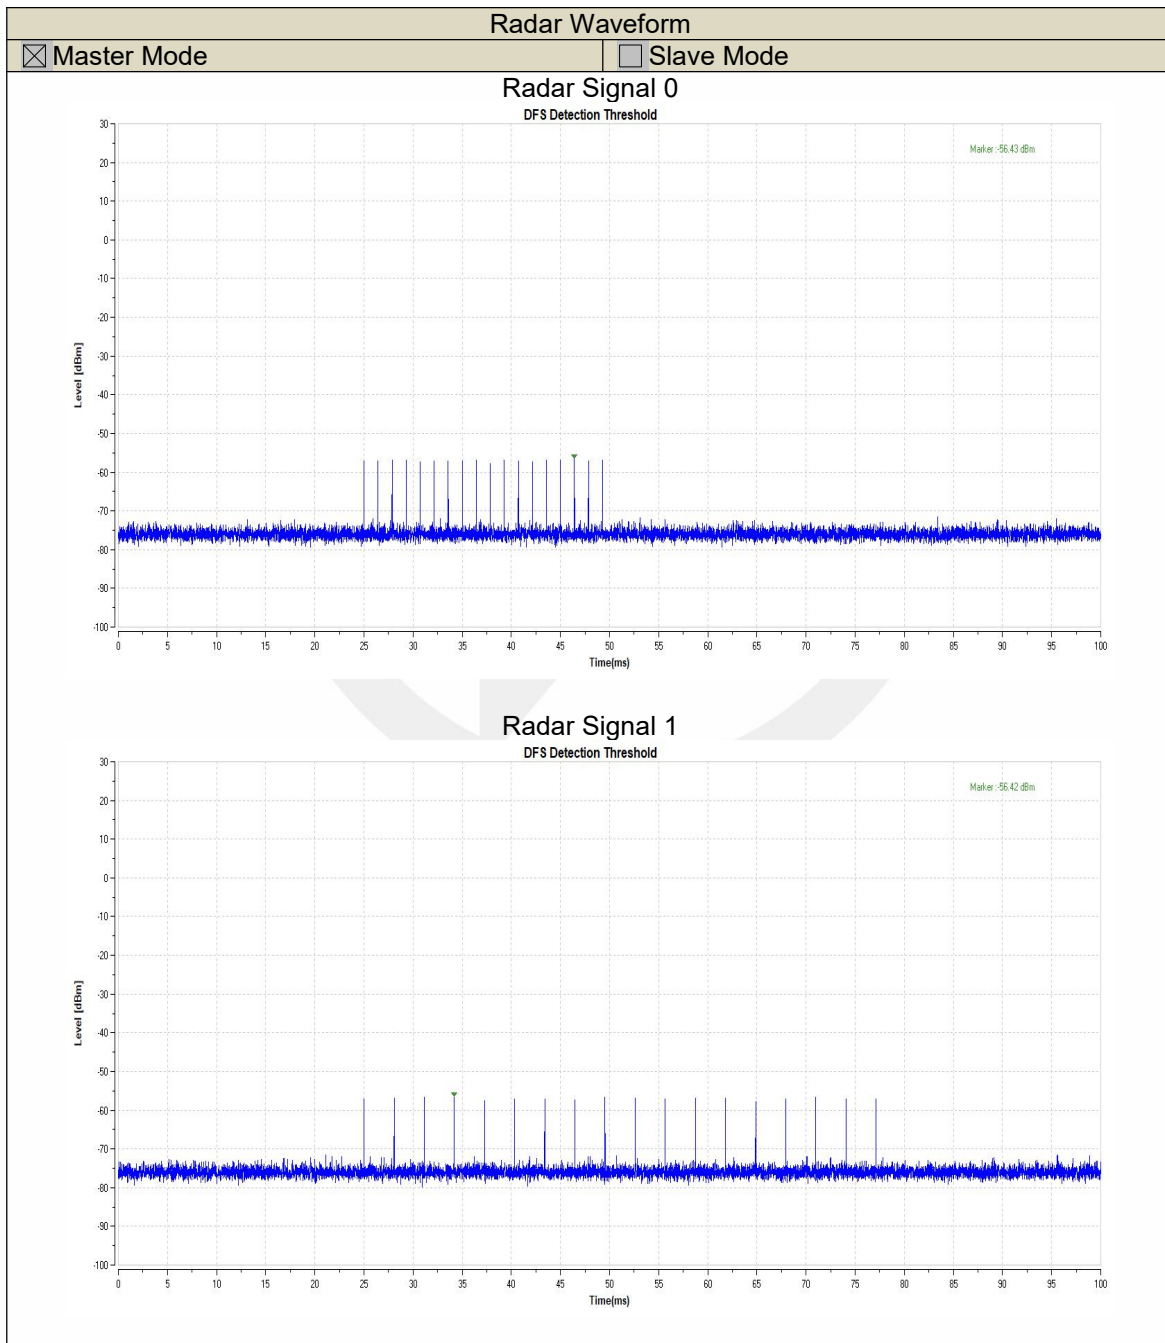 Radar Waveform
☒ Master Mode ☐ Slave Mode
Radar Signal 0
DFS Detection Threshold
Marker:-56.43 dBm
30
20
10
0
-10
-20
-30
-40
-50
-60
-70
-80
-90
-100
Level [dBm]
0 5 10 15 20 25 30 35 40 45 50 55 60 65 70 75 80 85 90 95 100
Time(ms)
Radar Signal 1
DFS Detection Threshold
Marker:-56.42 dBm
30
20
10
0
-10
-20
-30
-40
-50
-60
-70
-80
-90
-100
Level [dBm]
0 5 10 15 20 25 30 35 40 45 50 55 60 65 70 75 80 85 90 95 100
Time(ms)